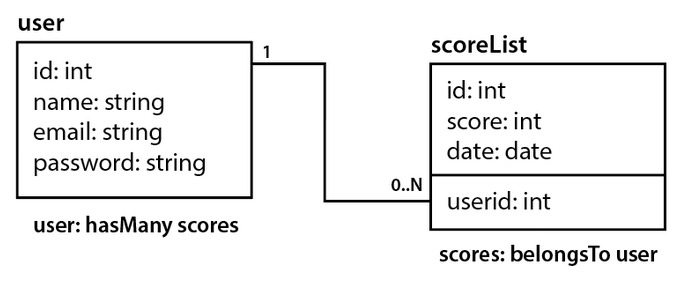 user
id: int
name: string
email: string
password: string
user: hasMany scores
1
0..N
scoreList
id: int
score: int
date: date
userid: int
scores: belongsTo user